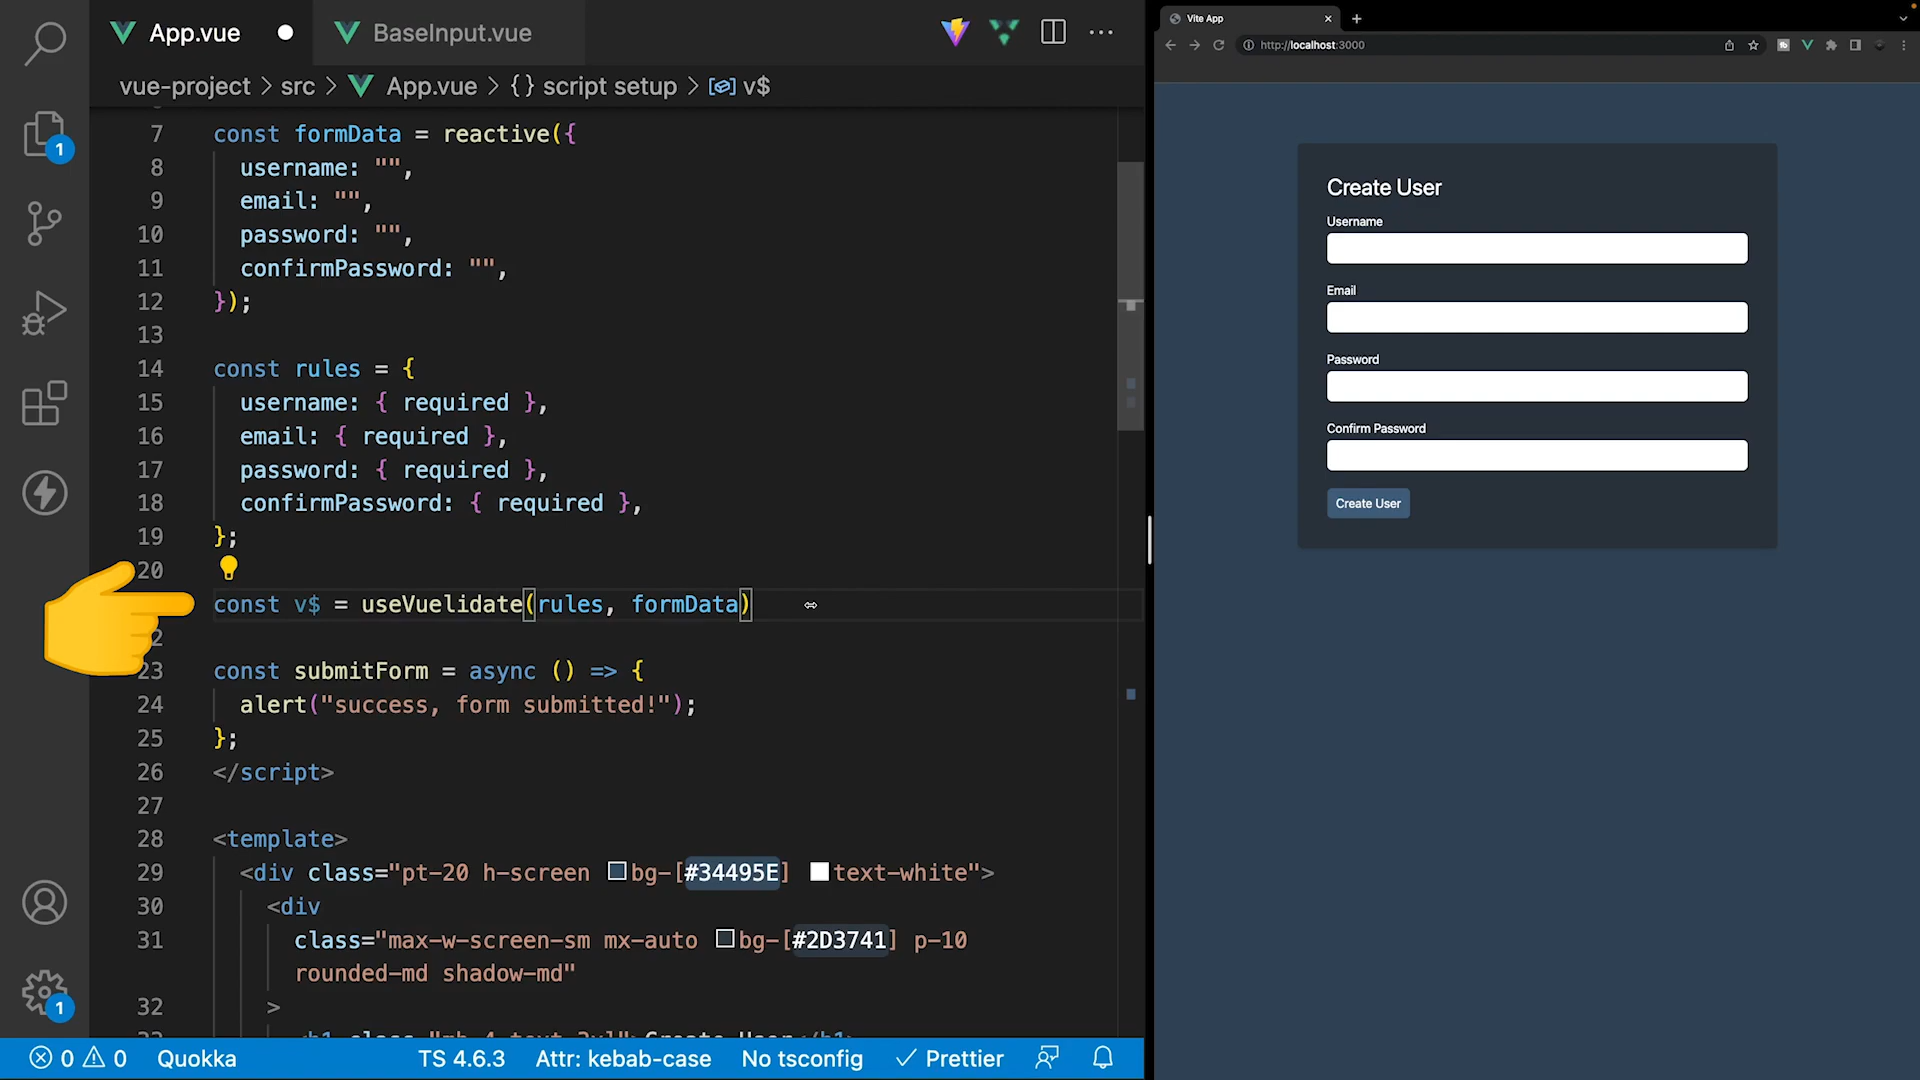 App.vue
BaseInput.vue
vue-project > src > App.vue > {} script setup > v$
7 const formData = reactive({
8 username: "",
9 email: "",
10 password: "",
11 confirmPassword: "",
12 });
13
14 const rules = {
15 username: { required },
16 email: { required },
17 password: { required },
18 confirmPassword: { required },
19 };
20
const v$ = useVuelidate(rules, formData)
2
23 const submitForm = async () => {
24 alert("success, form submitted!");
25 };
26 </script>
27
28 <template>
29 <div class="pt-20 h-screen bg-[#34495E] text-white">
30 <div
31 class="max-w-screen-sm mx-auto bg-[#2D3741] p-10
rounded-md shadow-md"
32 >
1
1
0 0 Quokka TS 4.6.3 Attr: kebab-case No tsconfig Prettier
Vite App
http://localhost:3000
Create User
Username
Email
Password
Confirm Password
Create User